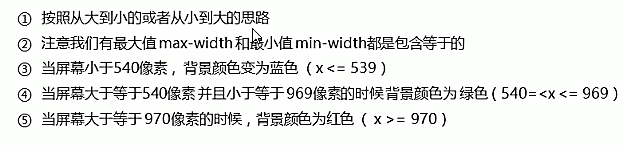 ① 按照从大到小的或者从小到大的思路
② 注意我们有最大值 max-width 和最小值 min-width都是包含等于的
③ 当屏幕小于540像素，背景颜色变为蓝色（x <= 539）
④ 当屏幕大于等于540像素 并且小于等于 969像素的时候 背景颜色为 绿色（540=<x <= 969）
⑤ 当屏幕大于等于970像素的时候，背景颜色为红色（ x >= 970）